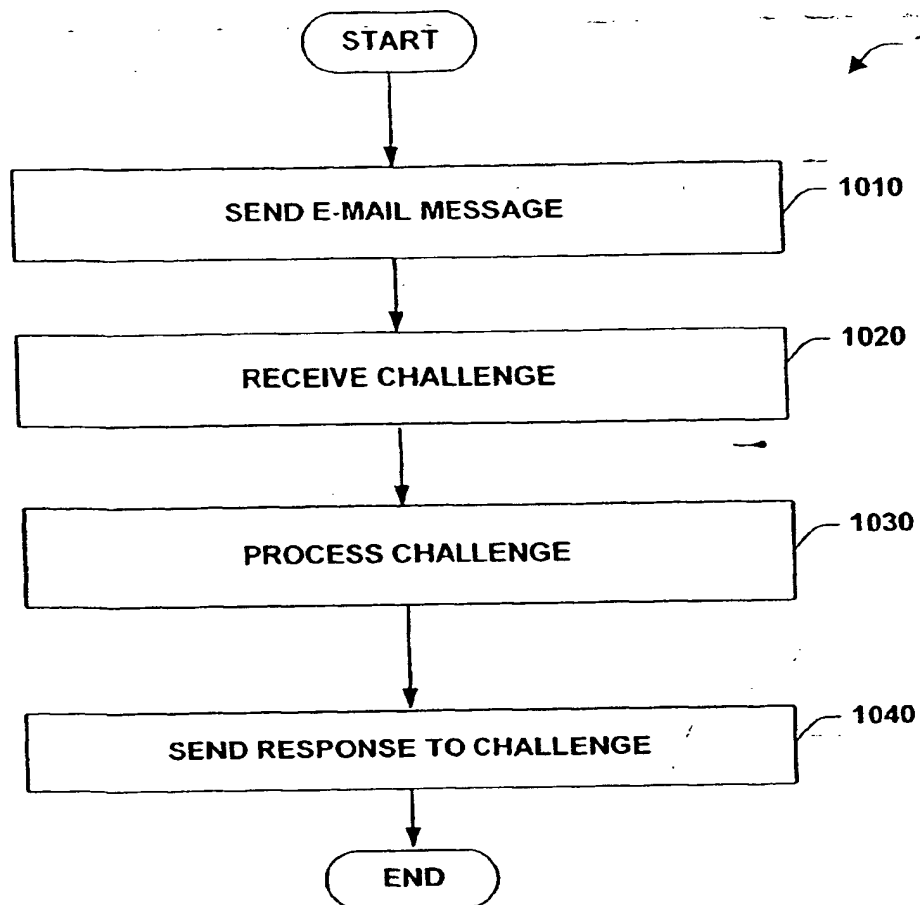 START
1010
SEND E-MAIL MESSAGE
1020
RECEIVE CHALLENGE
1030
PROCESS CHALLENGE
1040
SEND RESPONSE TO CHALLENGE
END